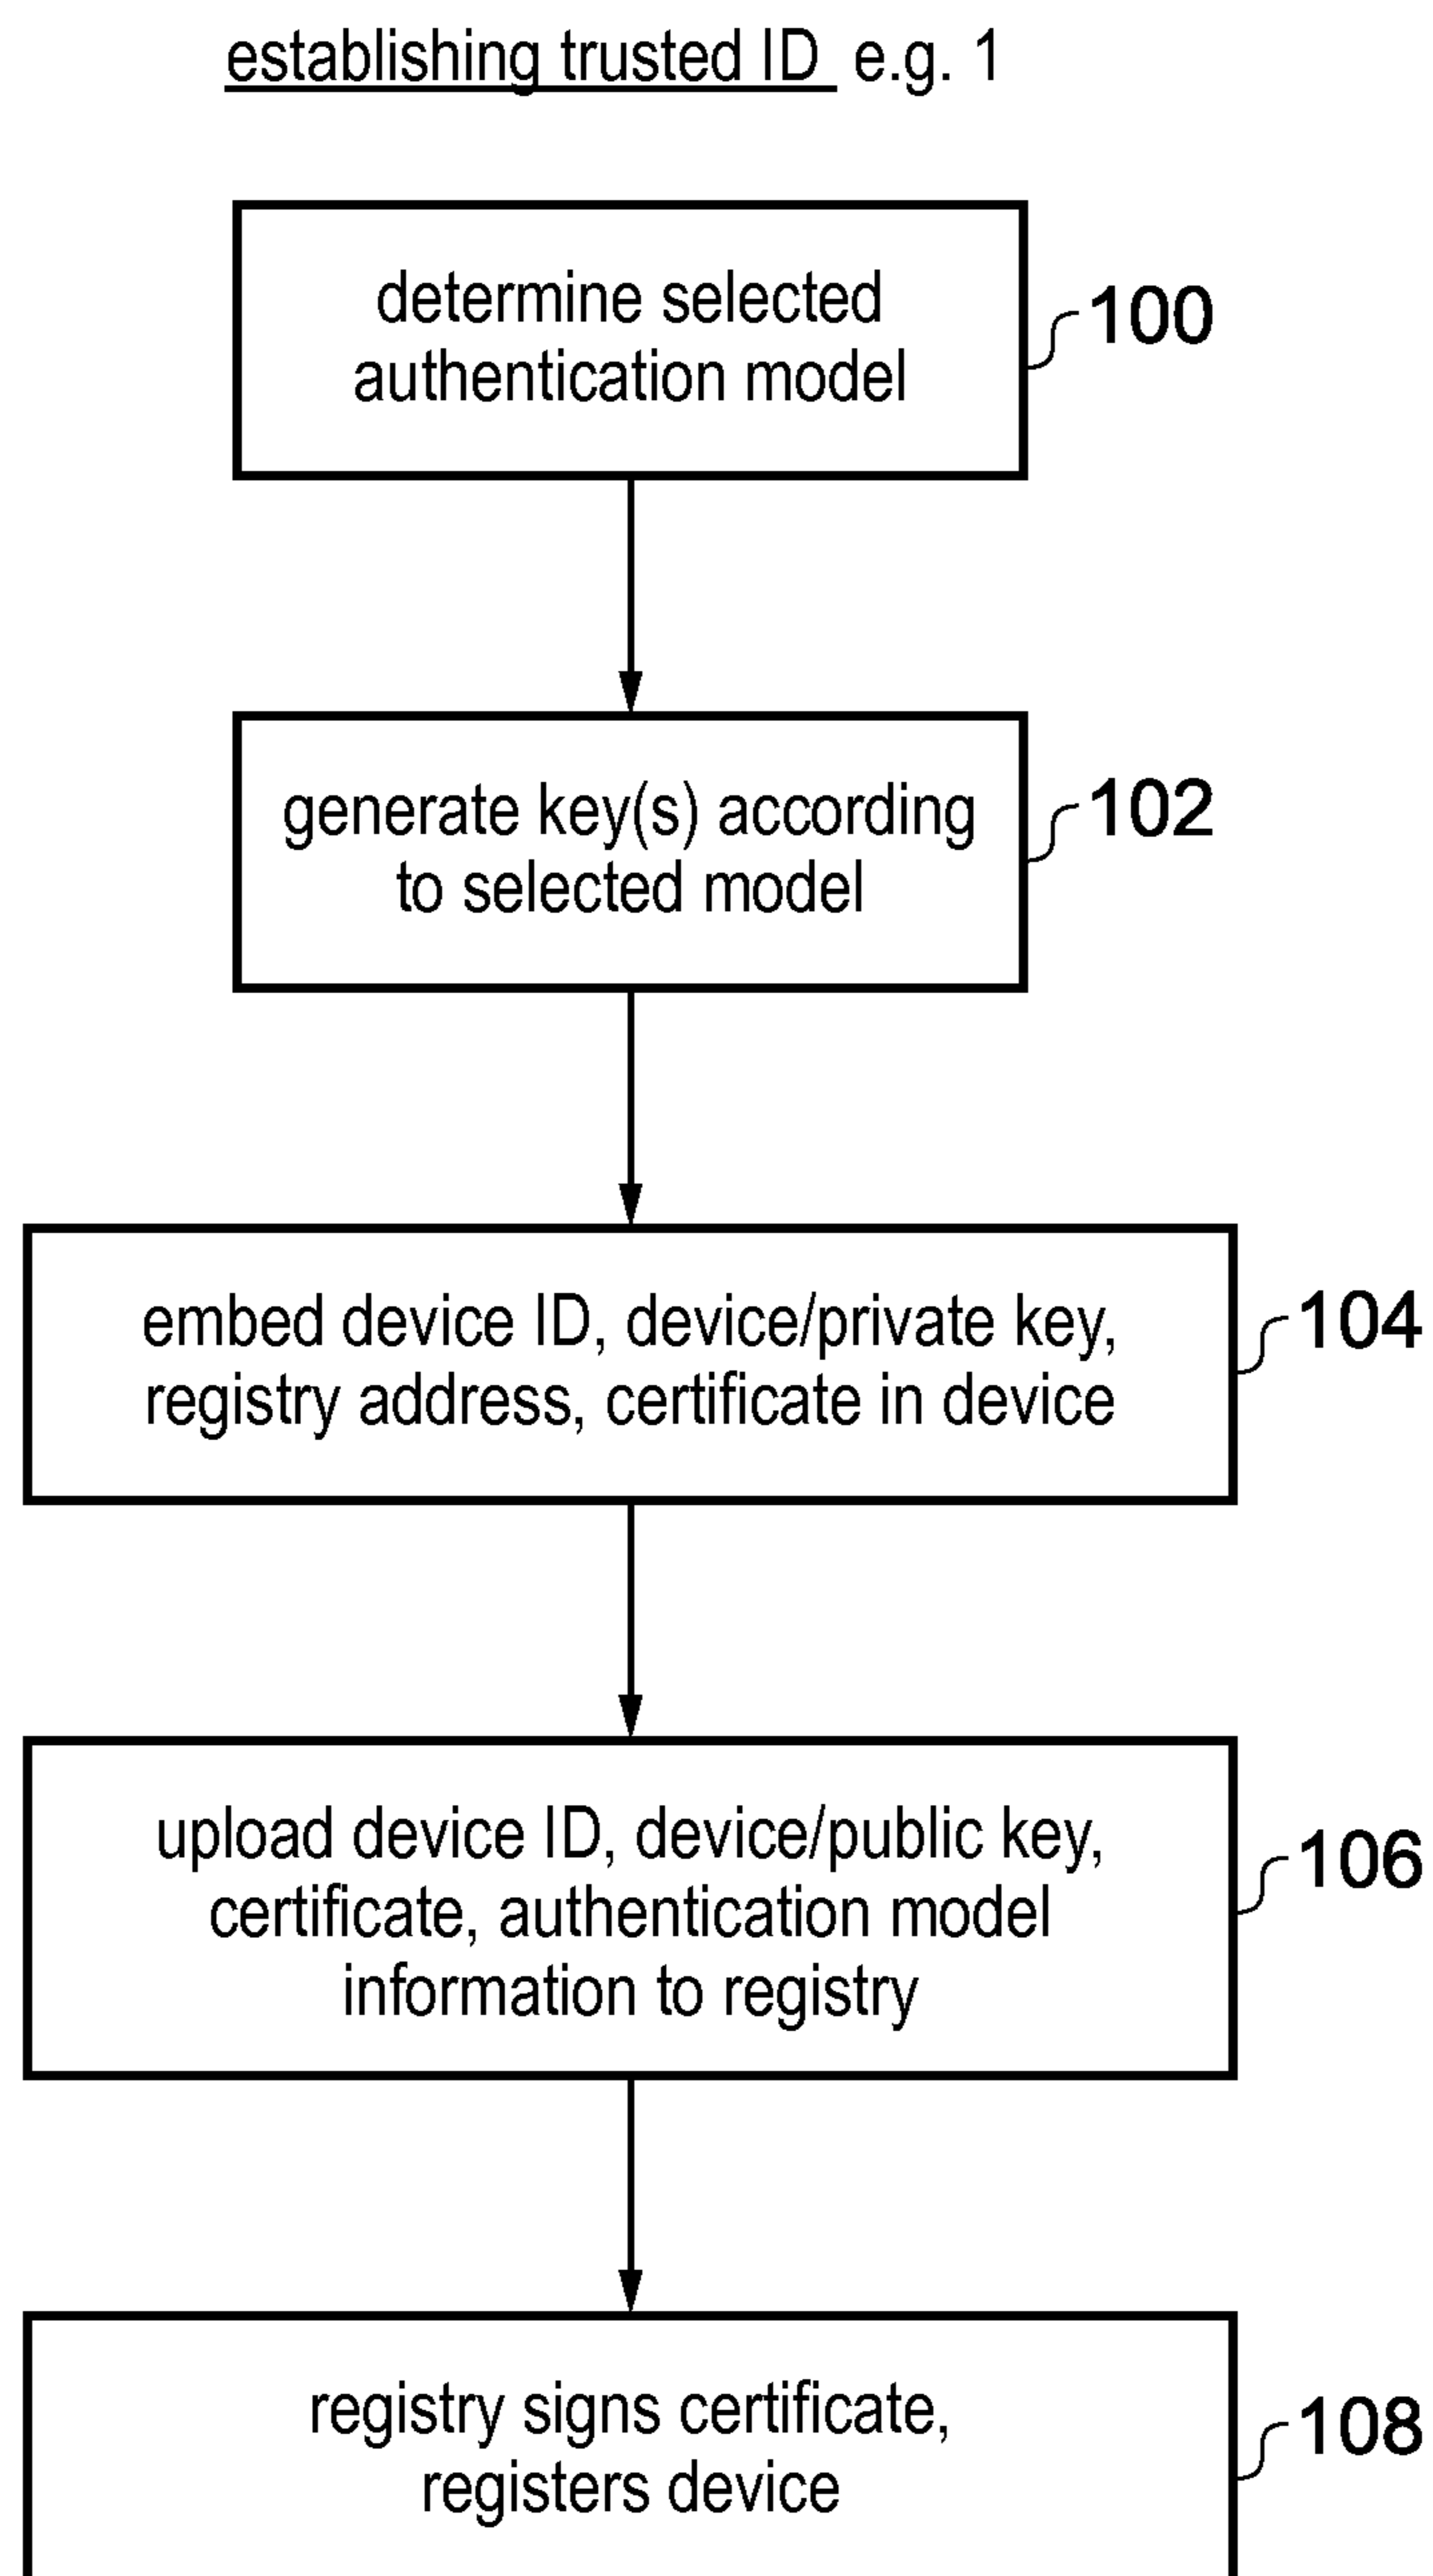 establishing trusted ID e.g. 1
determine selected
authentication model
100
generate key(s) according
to selected model
102
embed device ID, device/private key,
registry address, certificate in device
104
upload device ID, device/public key,
certificate, authentication model
information to registry
106
registry signs certificate,
registers device
108